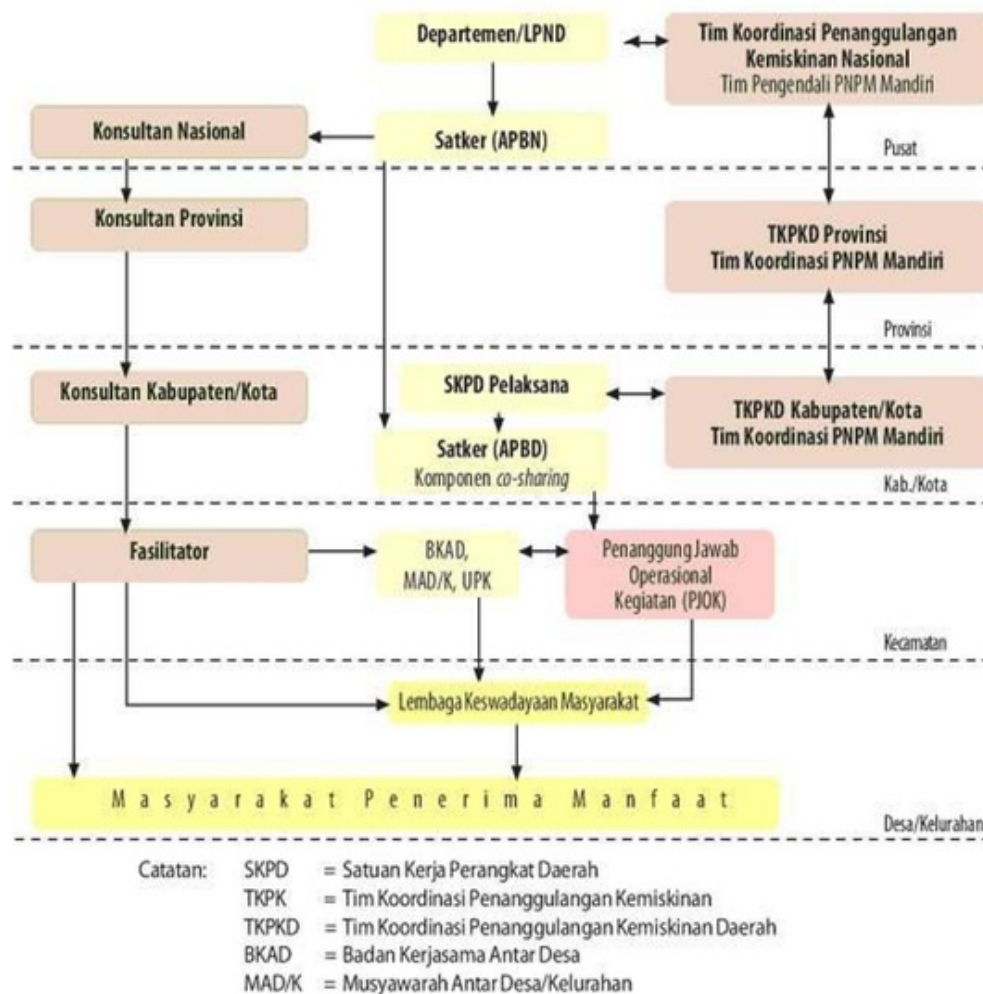 Departemen/LPND
Tim Koordinasi Penanggulangan
Kemiskinan Nasional
Tim Pengendali PNPM Mandiri
Konsultan Nasional
Satker (APBN)
Pusat
Konsultan Provinsi
TKPKD Provinsi
Tim Koordinasi PNPM Mandiri
Provinsi
Konsultan Kabupaten/Kota
SKPD Pelaksana
TKPKD Kabupaten/Kota
Tim Koordinasi PNPM Mandiri
Satker (APBD)
Komponen co-sharing
Kab./Kota
Fasilitator
BKAD,
MAD/K, UPK
Penanggung Jawab
Operasional
Kegiatan (PJOK)
Kecamatan
Lembaga Keswadayaan Masyarakat
Masyarakat Penerima Manfaat
Desa/Kelurahan
Catatan: SKPD = Satuan Kerja Perangkat Daerah
TKPK = Tim Koordinasi Penanggulangan Kemiskinan
TKPKD = Tim Koordinasi Penanggulangan Kemiskinan Daerah
BKAD = Badan Kerjasama Antar Desa
MAD/K = Musyawarah Antar Desa/Kelurahan